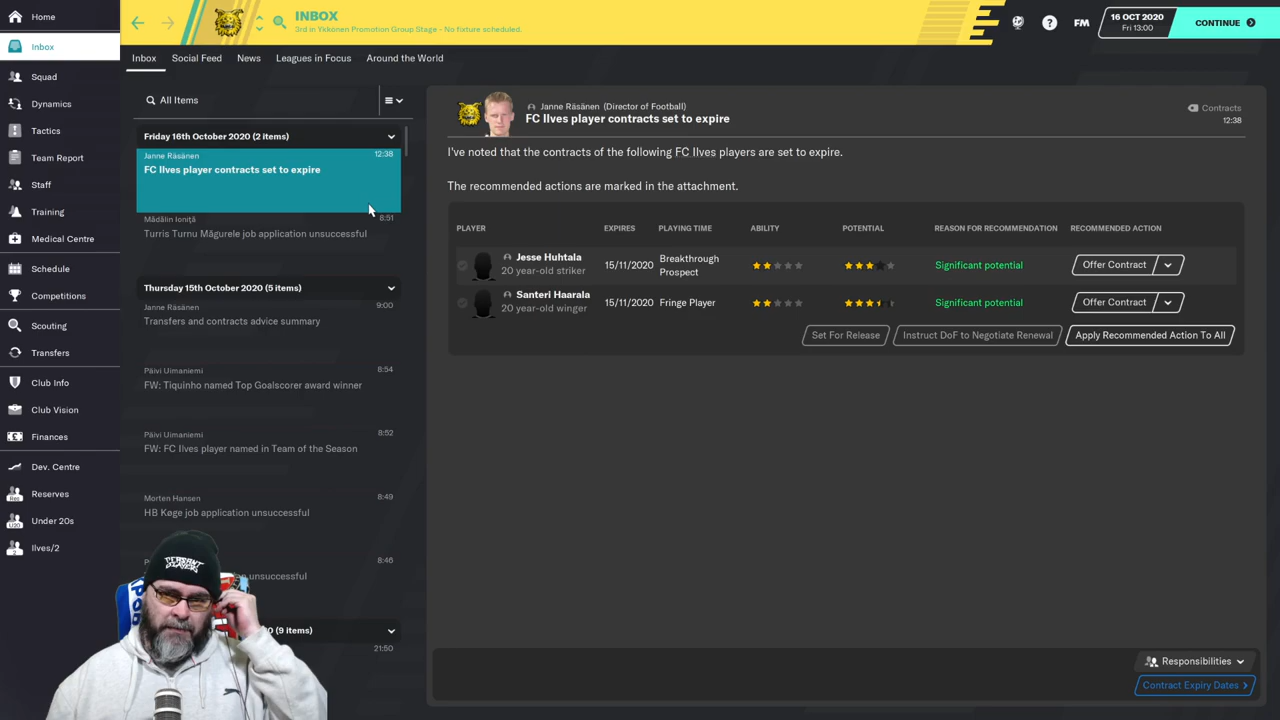 Home
Inbox
Squad
Dynamics
Tactics
Team Report
Staff
Training
Medical Centre
Schedule
Competitions
Scouting
Transfers
Club Info
Club Vision
Finances
Dev. Centre
Reserves
Under 20s
Ilves/2
INBOX
3rd in Ykkönen Promotion Group Stage - No fixture scheduled.
FM
16 OCT 2020
Fri 13:00
CONTINUE
Inbox
Social Feed
News
Leagues in Focus
Around the World
All Items
Friday 16th October 2020 (2 items)
Janne Räsänen 12:38
FC Ilves player contracts set to expire
Mădălin Ioniță 8:51
Turris Turnu Măgurele job application unsuccessful
Thursday 15th October 2020 (5 items)
Janne Räsänen 9:00
Transfers and contracts advice summary
Päivi Uimaniemi 8:54
FW: Tiquinho named Top Goalscorer award winner
Päivi Uimaniemi 8:52
FW: FC Ilves player named in Team of the Season
Morten Hansen 8:49
HB Køge job application unsuccessful
8:46
unsuccessful
(9 items)
21:50
Janne Räsänen (Director of Football)
FC Ilves player contracts set to expire
Contracts
12:38
I've noted that the contracts of the following FC Ilves players are set to expire.
The recommended actions are marked in the attachment.
PLAYER EXPIRES PLAYING TIME ABILITY POTENTIAL REASON FOR RECOMMENDATION RECOMMENDED ACTION
Jesse Huhtala
20 year-old striker
15/11/2020
Breakthrough
Prospect
Significant potential
Offer Contract
Santeri Haarala
20 year-old winger
15/11/2020
Fringe Player
Significant potential
Offer Contract
Set For Release
Instruct DoF to Negotiate Renewal
Apply Recommended Action To All
Responsibilities
Contract Expiry Dates >